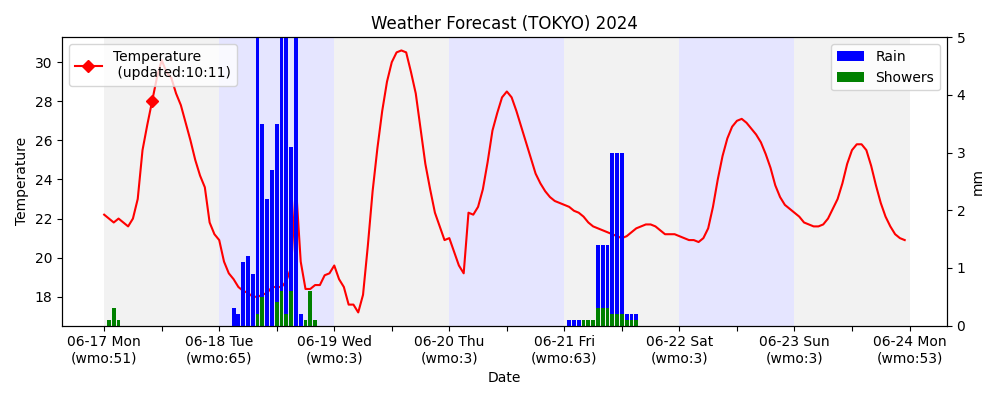 Weather Forecast (TOKYO) 2024
Temperature
(updated:10:11)
Rain
Showers
Temperature
30
28
26
24
22
20
18
5
4
3
2
1
0
mm
06-17 Mon
(wmo:51)
06-18 Tue
(wmo:65)
06-19 Wed
(wmo:3)
06-20 Thu
(wmo:3)
06-21 Fri
(wmo:63)
06-22 Sat
(wmo:3)
06-23 Sun
(wmo:3)
06-24 Mon
(wmo:53)
Date